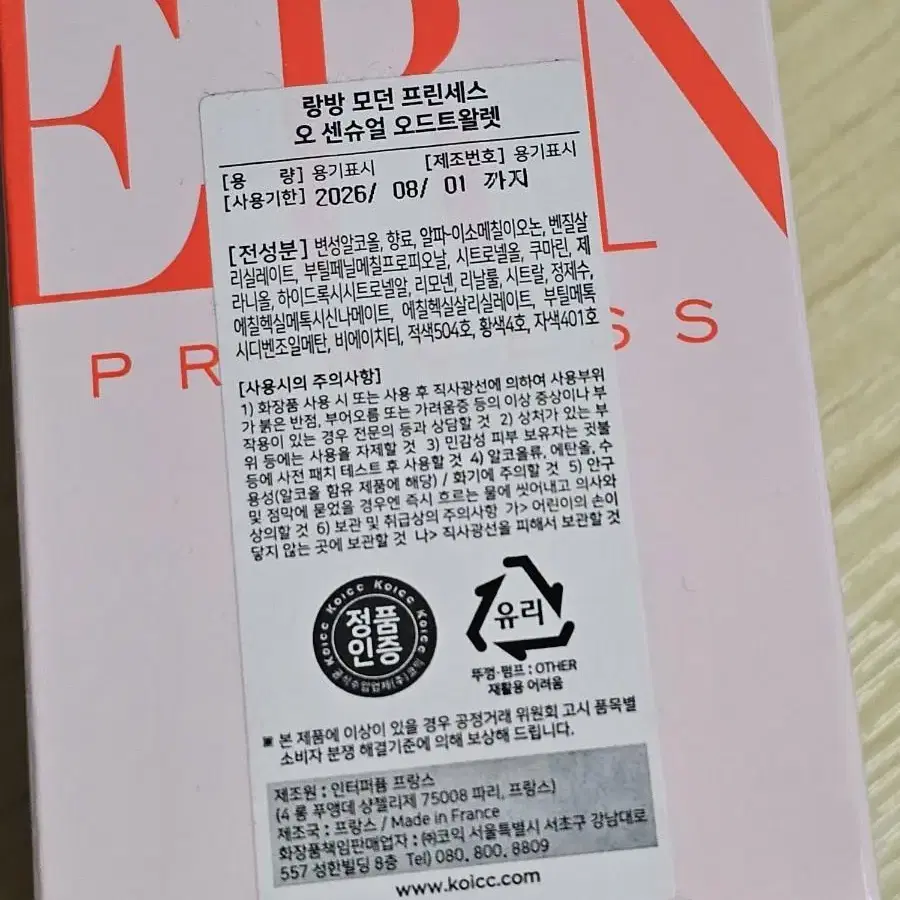 ERN
랑방 모던 프린세스
오 센슈얼 오드트왈렛
[용 량] 용기표시 [제조번호] 용기표시
[사용기한] 2026/ 08/ 01 까지
[전성분] 변성알코올, 향료, 알파-이소메칠이오논, 벤질살
리실레이트, 부틸페닐메칠프로피오날, 시트로넬올, 쿠마린, 제
라니올, 하이드록시시트로넬알, 리모넨, 리날룰, 시트랄, 정제수,
에칠헥실메톡시신나메이트, 에칠헥실살리실레이트, 부틸메톡
시디벤조일메탄, 비에이치티, 적색504호, 황색4호, 자색401호
PR SS
[사용시의 주의사항]
1) 화장품 사용 시 또는 사용 후 직사광선에 의하여 사용부위
가 붉은 반점, 부어오름 또는 가려움증 등의 이상 증상이나 부
작용이 있는 경우 전문의 등과 상담할 것 2) 상처가 있는 부
위 등에는 사용을 자제할 것 3) 민감성 피부 보유자는 귓불
등에 사전 패치 테스트 후 사용할 것 4) 알코올류, 에탄올, 수
용성(알코올 함유 제품에 해당) / 화기에 주의할 것 5) 안구
및 점막에 묻었을 경우엔 즉시 흐르는 물에 씻어내고 의사와
상의할 것 6) 보관 및 취급상의 주의사항 가> 어린이의 손이
닿지 않는 곳에 보관할 것 나> 직사광선을 피해서 보관할 것
Koicc Koicc Koicc Koicc
정품
인증
공식수입업체(주)코익
유리
뚜껑·펌프 : OTHER
재활용 어려움
▣ 본 제품에 이상이 있을 경우 공정거래 위원회 고시 품목별
소비자 분쟁 해결기준에 의해 보상해 드립니다.
제조원 : 인터퍼퓸 프랑스
(4 롱 푸앵데 샹젤리제 75008 파리, 프랑스)
제조국 : 프랑스 / Made in France
화장품책임판매업자 : ㈜코익 서울특별시 서초구 강남대로
557 성한빌딩 8층 Tel) 080. 800. 8809
www.koicc.com